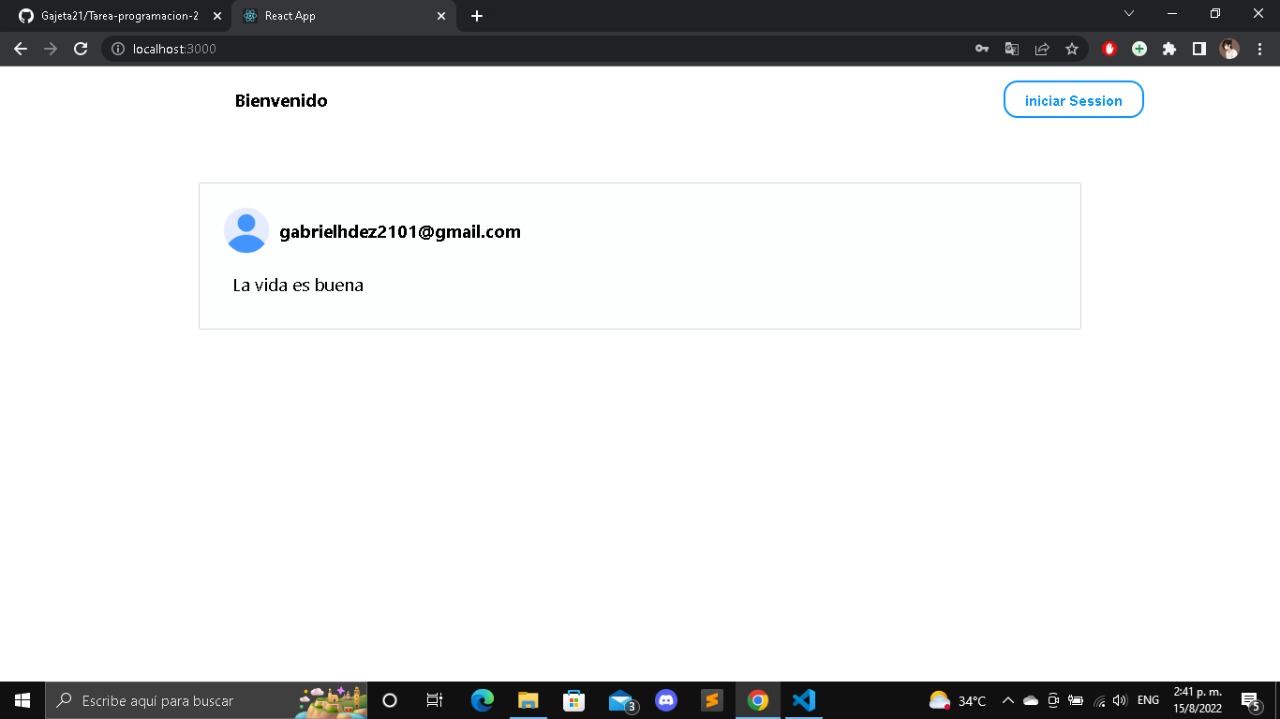 Gajeta21/Tarea-programacion-2
React App
localhost:3000
Bienvenido
iniciar Session
gabrielhdez2101@gmail.com
La vida es buena
Escribe aquí para buscar
3
34°C
ENG
2:41 p. m.
15/8/2022
5